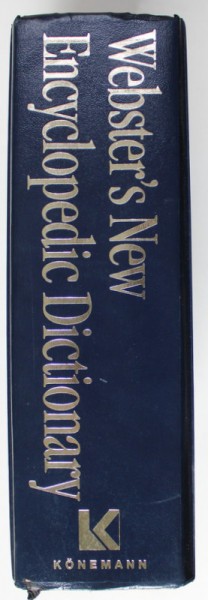 Webster's New
Encyclopedic Dictionary
KÖNEMANN